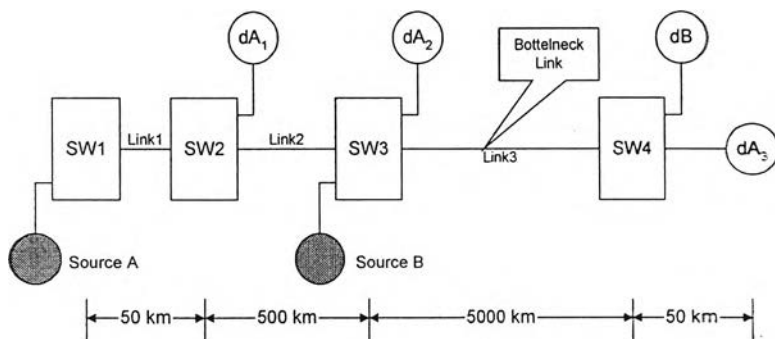 dA₁
dA₂
Bottelneck
Link
dB
SW1
Link1
SW2
Link2
SW3
Link3
SW4
dA₃
Source A
Source B
50 km
500 km
5000 km
50 km